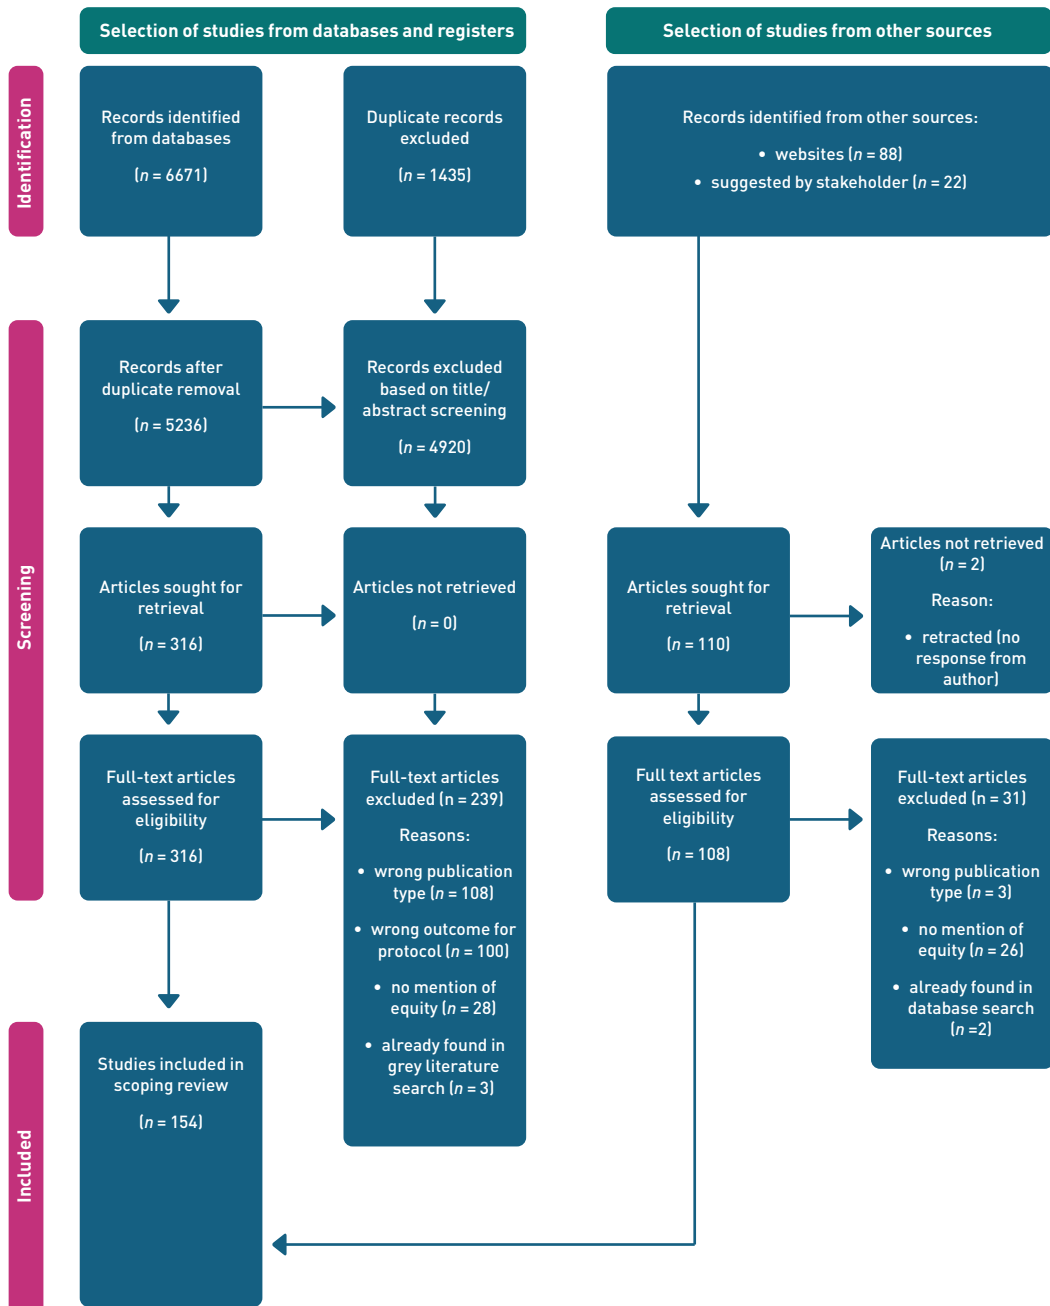 Selection of studies from databases and registers
Selection of studies from other sources
Identification
Records identified
from databases
(n = 6671)
Duplicate records
excluded
(n = 1435)
Records identified from other sources:
• websites (n = 88)
• suggested by stakeholder (n = 22)
Screening
Records after
duplicate removal
(n = 5236)
Records excluded
based on title/
abstract screening
(n = 4920)
Articles sought for
retrieval
(n = 316)
Articles not retrieved
(n = 0)
Articles sought for
retrieval
(n = 110)
Articles not retrieved
(n = 2)
Reason:
• retracted (no
response from
author)
Full-text articles
assessed for
eligibility
(n = 316)
Full-text articles
excluded (n = 239)
Reasons:
• wrong publication
type (n = 108)
• wrong outcome for
protocol (n = 100)
• no mention of
equity (n = 28)
• already found in
grey literature
search (n = 3)
Full text articles
assessed for
eligibility
(n = 108)
Full-text articles
excluded (n = 31)
Reasons:
• wrong publication
type (n = 3)
• no mention of
equity (n = 26)
• already found in
database search
(n =2)
Included
Studies included in
scoping review
(n = 154)